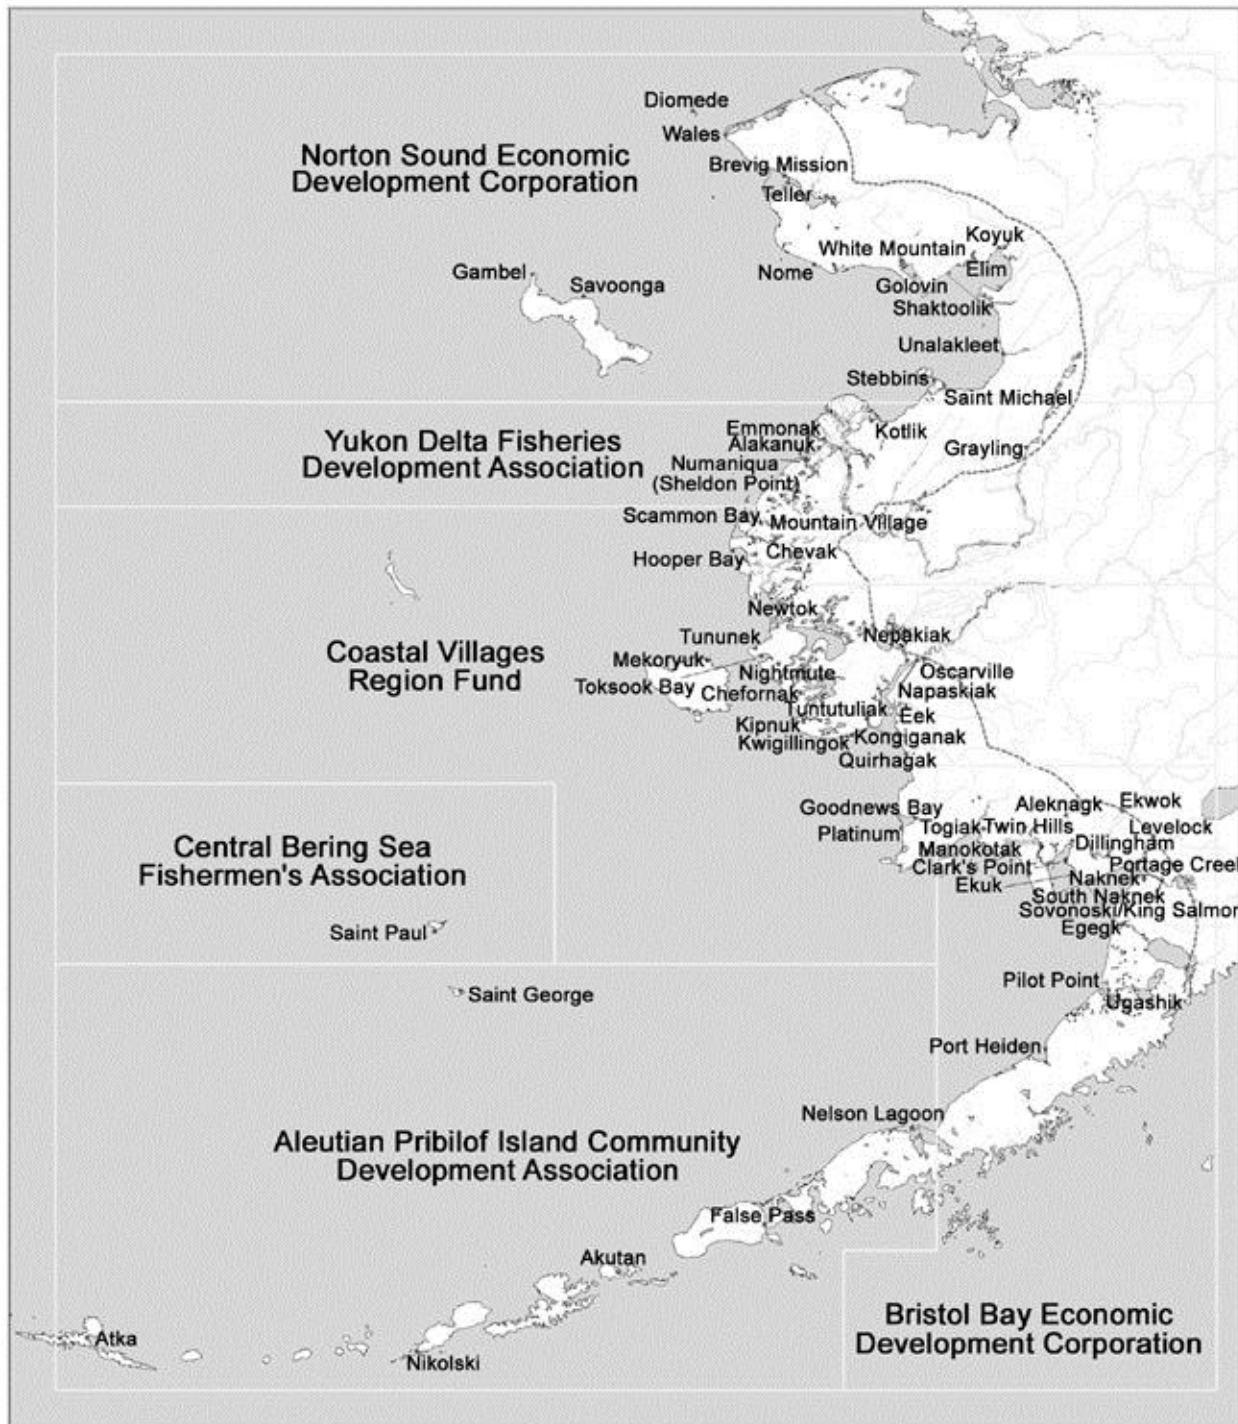 Diomede
Wales
Norton Sound Economic
Development Corporation
Brevig Mission
Teller
Koyuk
White Mountain
Elim
Gambel
Savoonga
Nome
Golovin
Shaktoolik
Unalakleet
Stebbins
Saint Michael
Yukon Delta Fisheries
Development Association
Emmonak
Kotlik
Alakanuk
Grayling
Numaniqua
(Sheldon Point)
Scammon Bay
Mountain Village
Chevak
Hooper Bay
Newtok
Coastal Villages
Region Fund
Tununek
Nepakiak
Mekoryuk
Oscarville
Nightmute
Toksook Bay
Chefornak
Napaskiak
Tuntutuliak
Eek
Kipnuk
Kongiganak
Kwigillingok
Quirhagak
Goodnews Bay
Aleknagk
Ekwok
Platinum
Togiak
Twin Hills
Levelock
Manokotak
Dillingham
Clark's Point
Portage Creek
Ekuk
Naknek
South Naknek
Sovonoski/King Salmon
Egegk
Central Bering Sea
Fishermen's Association
Saint Paul
Saint George
Pilot Point
Ugashik
Port Heiden
Nelson Lagoon
Aleutian Pribilof Island Community
Development Association
False Pass
Akutan
Atka
Nikolski
Bristol Bay Economic
Development Corporation